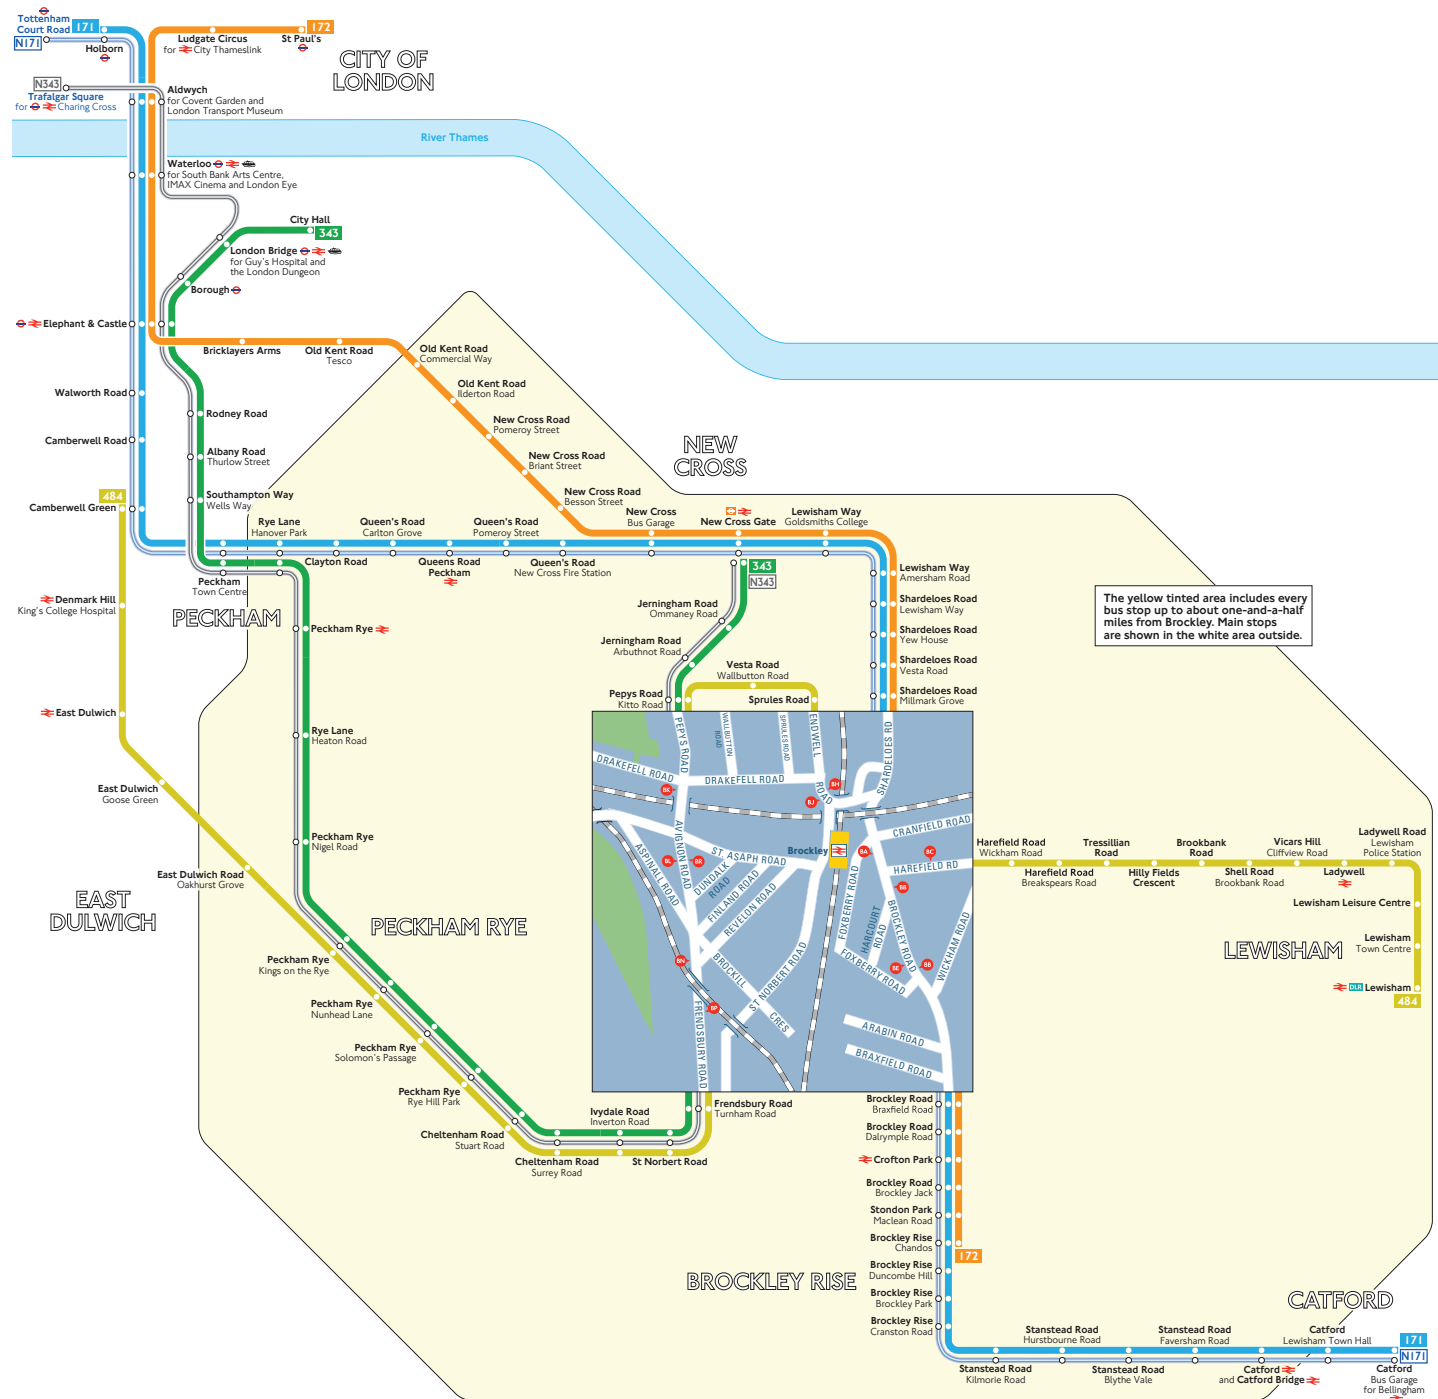 Tottenham
Court Road
171
N171
Holborn
Ludgate Circus
for City Thameslink
172
St Paul's
CITY OF
LONDON
N343
Trafalgar Square
for Charing Cross
Aldwych
for Covent Garden and
London Transport Museum
River Thames
Waterloo
for South Bank Arts Centre,
IMAX Cinema and London Eye
City Hall
343
London Bridge
for Guy's Hospital and
the London Dungeon
Borough
Elephant & Castle
Bricklayers Arms
Old Kent Road
Tesco
Old Kent Road
Commercial Way
Old Kent Road
Ilderton Road
New Cross Road
Pomeroy Street
New Cross Road
Briant Street
New Cross Road
Besson Street
NEW
CROSS
Walworth Road
Camberwell Road
Rodney Road
Albany Road
Thurlow Street
Southampton Way
Wells Way
484
Camberwell Green
Rye Lane
Hanover Park
Clayton Road
Queen's Road
Carlton Grove
Queens Road
Peckham
Queen's Road
Pomeroy Street
Queen's Road
New Cross Fire Station
New Cross
Bus Garage
New Cross Gate
Lewisham Way
Goldsmiths College
Peckham
Town Centre
PECKHAM
Denmark Hill
King's College Hospital
Peckham Rye
343
N343
Jerningham Road
Ommaney Road
Jerningham Road
Arbuthnot Road
Pepys Road
Kitto Road
Vesta Road
Wallbutton Road
Sprules Road
Lewisham Way
Amersham Road
Shardeloes Road
Lewisham Way
Shardeloes Road
Yew House
Shardeloes Road
Vesta Road
Shardeloes Road
Millmark Grove
The yellow tinted area includes every
bus stop up to about one-and-a-half
miles from Brockley. Main stops
are shown in the white area outside.
East Dulwich
Rye Lane
Heaton Road
East Dulwich
Goose Green
Peckham Rye
Nigel Road
East Dulwich Road
Oakhurst Grove
EAST
DULWICH
PECKHAM RYE
Peckham Rye
Kings on the Rye
Peckham Rye
Nunhead Lane
Peckham Rye
Solomon's Passage
Peckham Rye
Rye Hill Park
Cheltenham Road
Stuart Road
Cheltenham Road
Surrey Road
Ivydale Road
Inverton Road
St Norbert Road
Frendsbury Road
Turnham Road
PEPYS ROAD
WALLBUTTON
ROAD
SPRULES ROAD
ENDWELL
ROAD
SHARDELOES RD
DRAKEFELL ROAD
DRAKEFELL ROAD
BK
BH
BJ
AVIGNON ROAD
ASPINALL ROAD
BL
BR
ST. ASAPH ROAD
DUNDALK
ROAD
FINLAND ROAD
REVELON ROAD
Brockley
BA
BC
CRANFIELD ROAD
HAREFIELD RD
BB
FOXBERRY ROAD
HARCOURT
ROAD
BROCKLEY ROAD
WICKHAM ROAD
FOXBERRY ROAD
BE
BB
BN
BROCKILL
CRES
ST NORBERT ROAD
BP
FRENDSBURY ROAD
ARABIN ROAD
BRAXFIELD ROAD
Harefield Road
Wickham Road
Harefield Road
Breakspears Road
Tressillian
Road
Hilly Fields
Crescent
Brookbank
Road
Shell Road
Brookbank Road
Vicars Hill
Cliffview Road
Ladywell
Ladywell Road
Lewisham
Police Station
Lewisham Leisure Centre
Lewisham
Town Centre
LEWISHAM
DLR Lewisham
484
Brockley Road
Braxfield Road
Brockley Road
Dalrymple Road
Crofton Park
Brockley Road
Brockley Jack
Stondon Park
Maclean Road
Brockley Rise
Chandos
172
Brockley Rise
Duncombe Hill
Brockley Rise
Brockley Park
Brockley Rise
Cranston Road
BROCKLEY RISE
CATFORD
Stanstead Road
Kilmorie Road
Stanstead Road
Hurstbourne Road
Stanstead Road
Blythe Vale
Stanstead Road
Faversham Road
Catford
and Catford Bridge
Catford
Lewisham Town Hall
171
N171
Catford
Bus Garage
for Bellingham